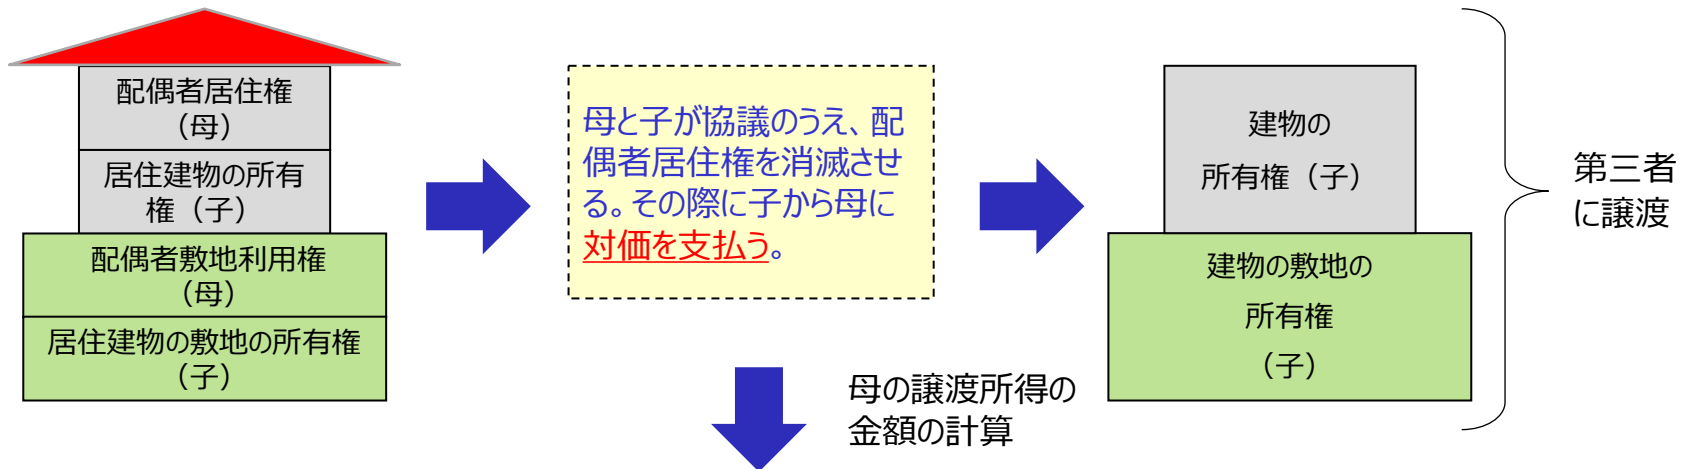 配偶者居住権
（母）
居住建物の所有
権（子）
配偶者敷地利用権
（母）
居住建物の敷地の所有権
（子）
母と子が協議のうえ、配
偶者居住権を消滅させ
る。その際に子から母に
対価を支払う。
建物の
所有権（子）
建物の敷地の
所有権
（子）
第三者
に譲渡
母の譲渡所得の
金額の計算